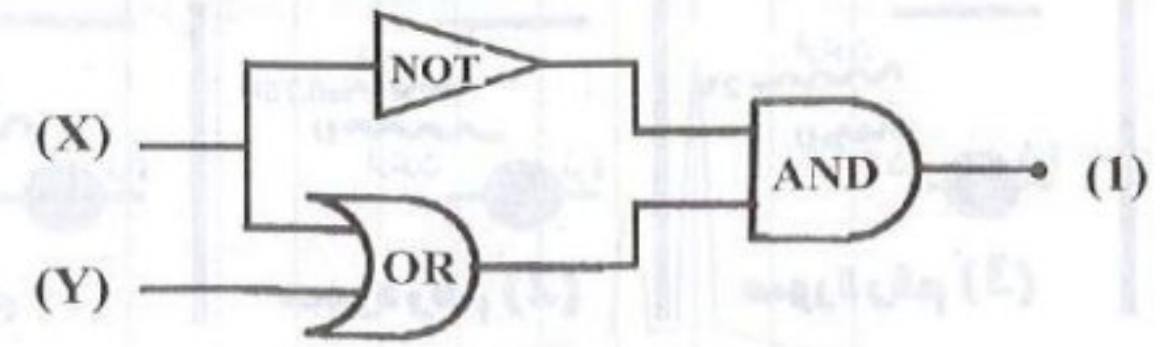 NOT
(X)
AND
(1)
OR
(Y)